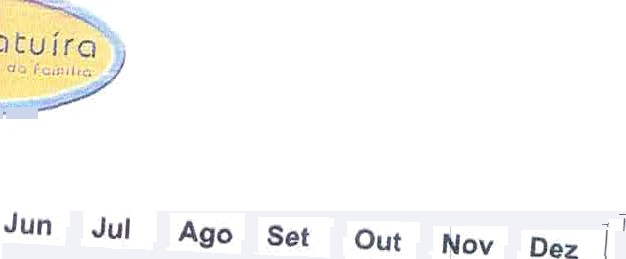 atuíra
da Família
Jun Jul Ago Set Out Nov Dez